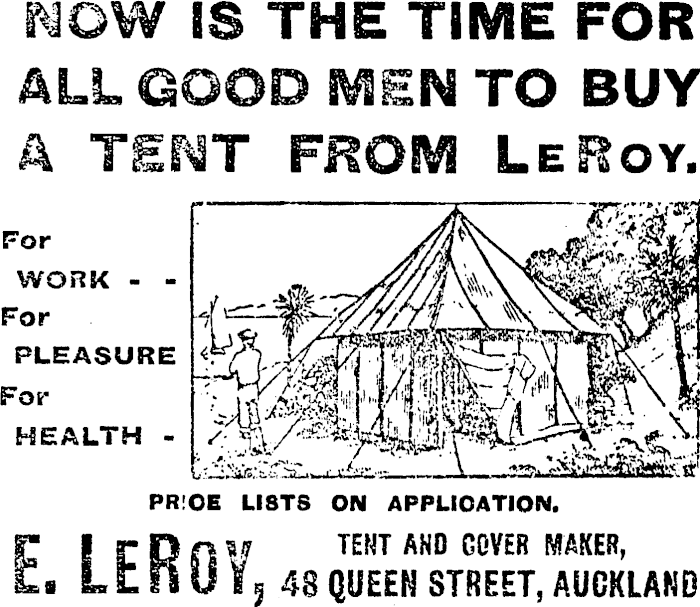 NOW IS THE TIME FOR
ALL GOOD MEN TO BUY
A TENT FROM LEROY.
For
WORK - -
For
PLEASURE
For
HEALTH -
PRICE LISTS ON APPLICATION.
E. LEROY,
TENT AND COVER MAKER,
48 QUEEN STREET, AUCKLAND